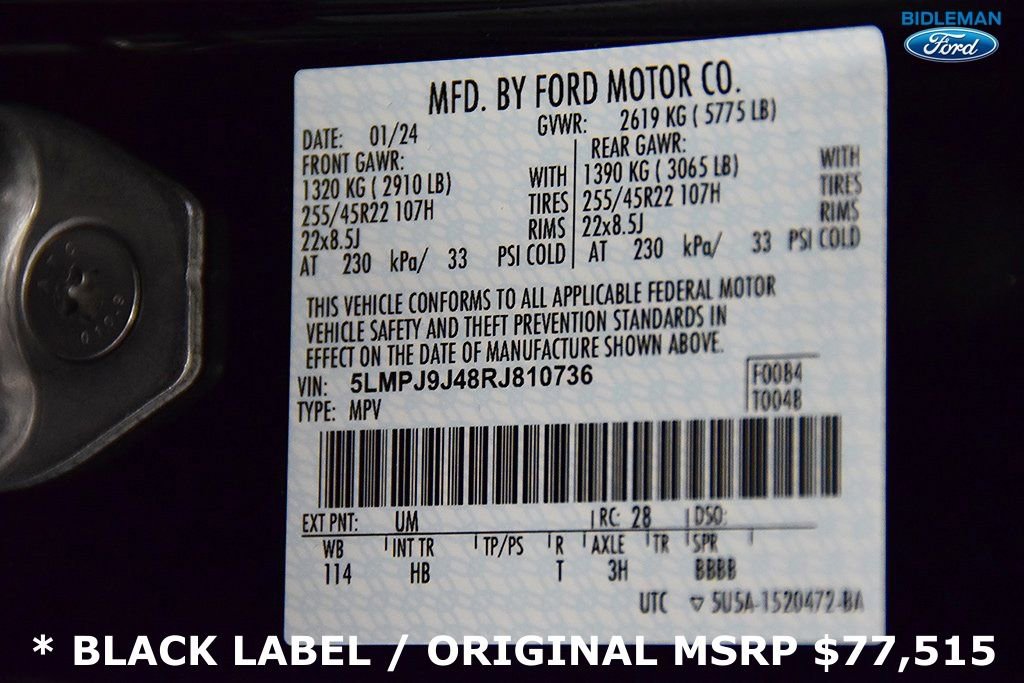 BIDLEMAN
Ford
MFD. BY FORD MOTOR CO.
DATE: 01/24 GVWR: 2619 KG ( 5775 LB)
FRONT GAWR: REAR GAWR:
1320 KG ( 2910 LB) WITH 1390 KG ( 3065 LB) WITH
255/45R22 107H TIRES 255/45R22 107H TIRES
22x8.5J RIMS 22x8.5J RIMS
AT 230 kPa/ 33 PSI COLD AT 230 kPa/ 33 PSI COLD
THIS VEHICLE CONFORMS TO ALL APPLICABLE FEDERAL MOTOR
VEHICLE SAFETY AND THEFT PREVENTION STANDARDS IN
EFFECT ON THE DATE OF MANUFACTURE SHOWN ABOVE.
VIN: 5LMPJ9J48RJ810736 F0084
TYPE: MPV T0048
EXT PNT: UM RC: 28 DSO:
WB INT TR TP/PS R AXLE TR SPR
114 HB T 3H BBBB
UTC ▽ 5U5A-1520472-BA
* BLACK LABEL / ORIGINAL MSRP $77,515